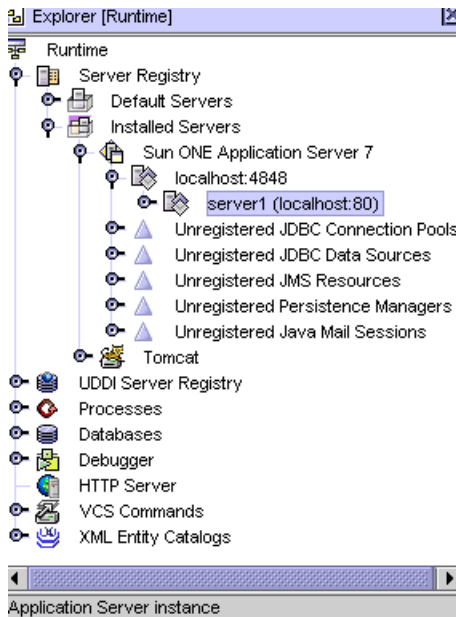 Explorer [Runtime]
Runtime
Server Registry
Default Servers
Installed Servers
Sun ONE Application Server 7
localhost:4848
server1 (localhost:80)
Unregistered JDBC Connection Pools
Unregistered JDBC Data Sources
Unregistered JMS Resources
Unregistered Persistence Managers
Unregistered Java Mail Sessions
Tomcat
UDDI Server Registry
Processes
Databases
Debugger
HTTP Server
VCS Commands
XML Entity Catalogs
Application Server instance